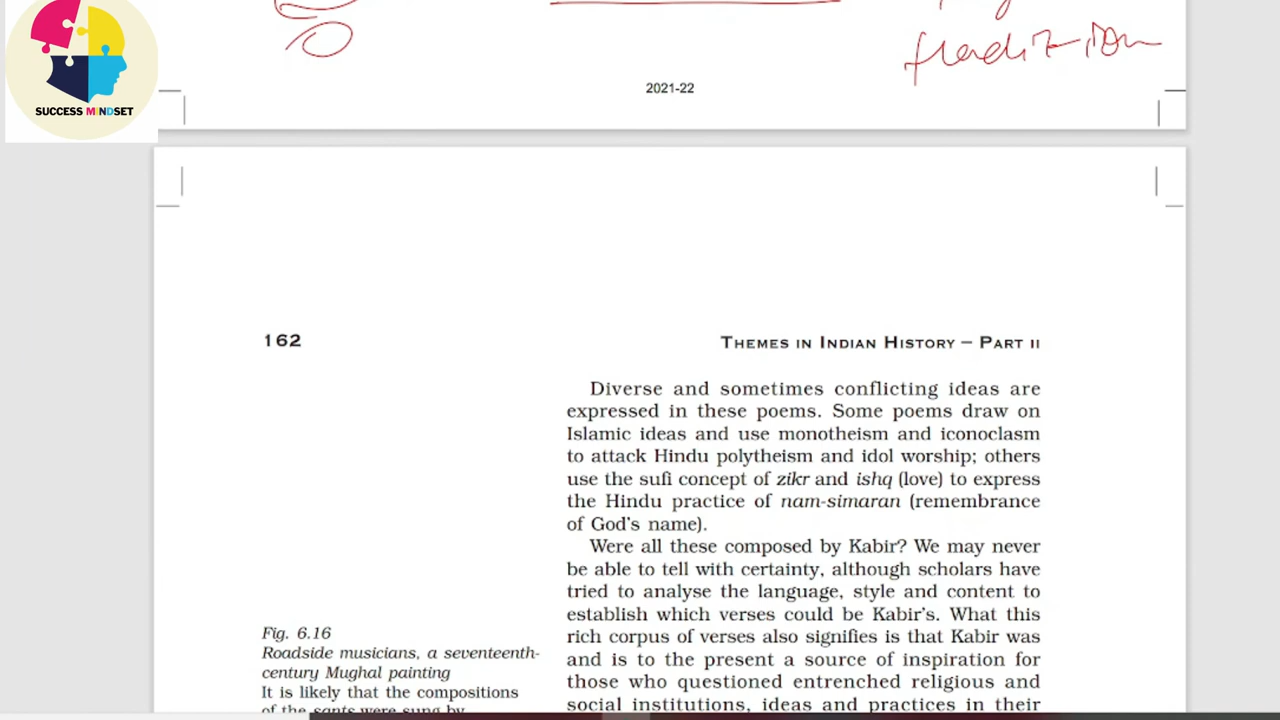 tradition
SUCCESS MINDSET
2021-22
162
THEMES IN INDIAN HISTORY – PART II
Diverse and sometimes conflicting ideas are
expressed in these poems. Some poems draw on
Islamic ideas and use monotheism and iconoclasm
to attack Hindu polytheism and idol worship; others
use the sufi concept of zikr and ishq (love) to express
the Hindu practice of nam-simaran (remembrance
of God's name).
Were all these composed by Kabir? We may never
be able to tell with certainty, although scholars have
tried to analyse the language, style and content to
establish which verses could be Kabir's. What this
rich corpus of verses also signifies is that Kabir was
and is to the present a source of inspiration for
those who questioned entrenched religious and
social institutions, ideas and practices in their
Fig. 6.16
Roadside musicians, a seventeenth-
century Mughal painting
It is likely that the compositions
of the sants were sung by